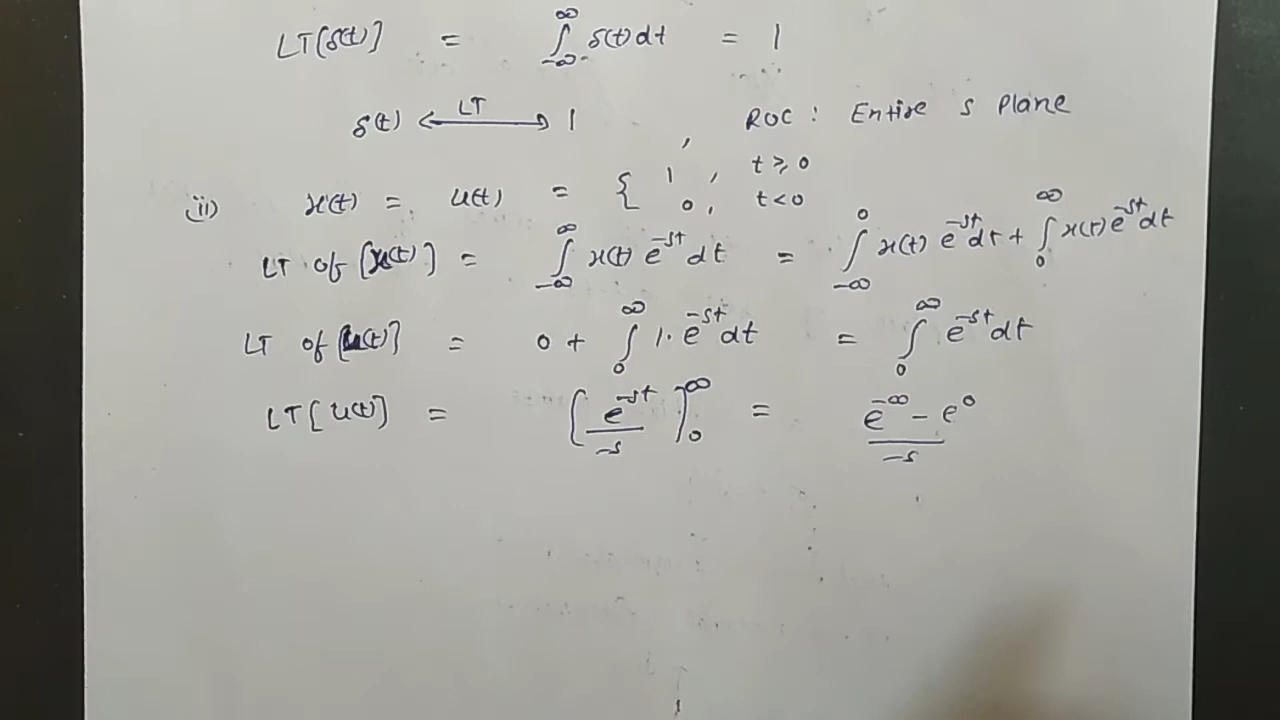 LT[δ(t)] = ∫_{-∞}^{∞} δ(t) dt = 1
δ(t) ⟷^{LT} 1 , ROC : Entire s Plane
(ii) x(t) = u(t) = { 1 , t ≥ 0 0 , t < 0
LT of [x(t)] = ∫_{-∞}^{∞} x(t) e^{-st} dt = ∫_{-∞}^{0} x(t) e^{-st} dt + ∫_{0}^{∞} x(t) e^{-st} dt
LT of [u(t)] = 0 + ∫_{0}^{∞} 1. e^{-st} dt = ∫_{0}^{∞} e^{-st} dt
LT[u(t)] = [e^{-st} / -s]_{0}^{∞} = (e^{-∞} - e^{0}) / -s